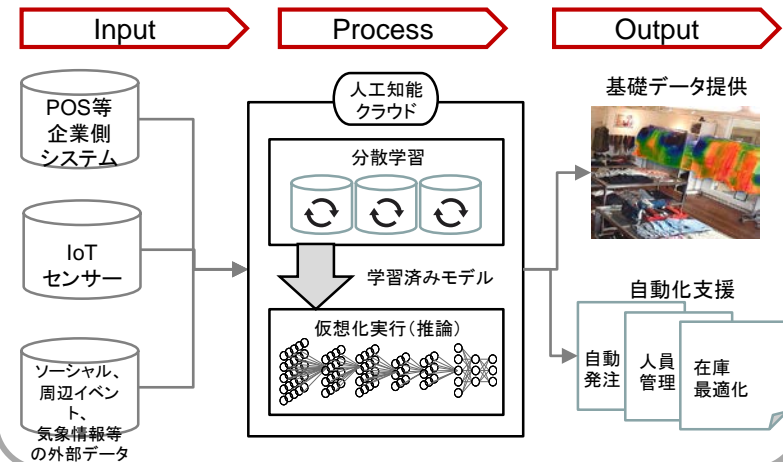 Input
Process
Output
POS等
企業側
システム
IoT
センサー
ソーシャル、
周辺イベン
ト、
気象情報等
の外部データ
人工知能
クラウド
分散学習
学習済みモデル
仮想化実行(推論)
基礎データ提供
自動化支援
自動
発注
人員
管理
在庫
最適化